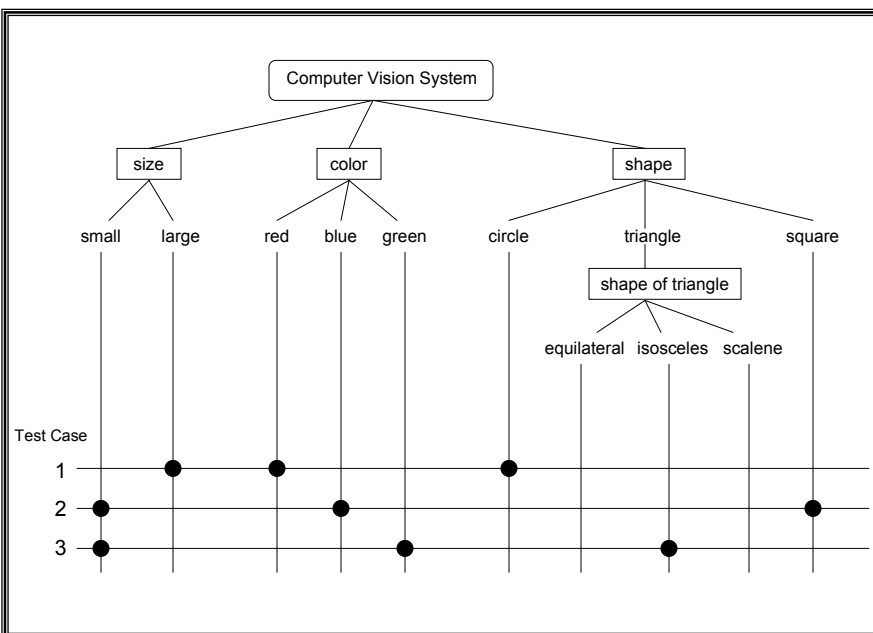 Computer Vision System
size color shape
small large red blue green circle triangle square
shape of triangle
equilateral isosceles scalene
Test Case
1
2
3